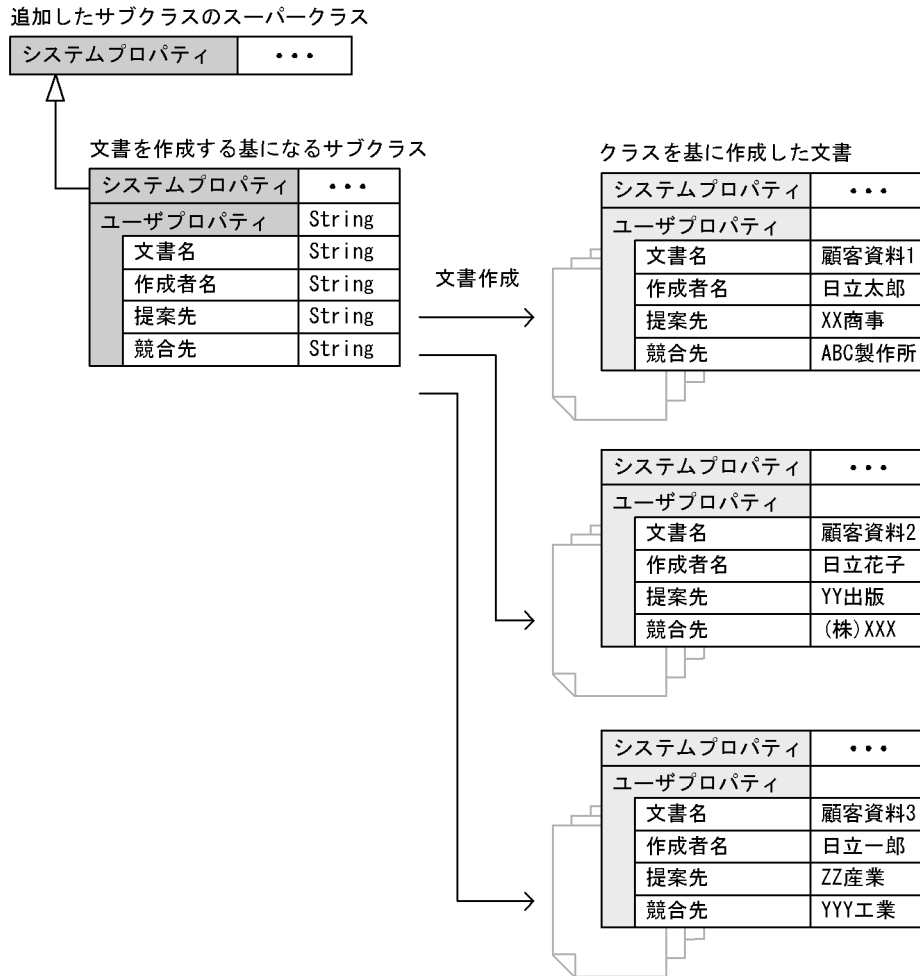 追加したサブクラスのスーパークラス
システムプロパティ ・・・
文書を作成する基になるサブクラス
システムプロパティ ・・・
ユーザプロパティ String
文書名 String
作成者名 String
提案先 String
競合先 String
文書作成
クラスを基に作成した文書
システムプロパティ ・・・
ユーザプロパティ
文書名 顧客資料1
作成者名 日立太郎
提案先 XX商事
競合先 ABC製作所
システムプロパティ ・・・
ユーザプロパティ
文書名 顧客資料2
作成者名 日立花子
提案先 YY出版
競合先 (株)XXX
システムプロパティ ・・・
ユーザプロパティ
文書名 顧客資料3
作成者名 日立一郎
提案先 ZZ産業
競合先 YYY工業